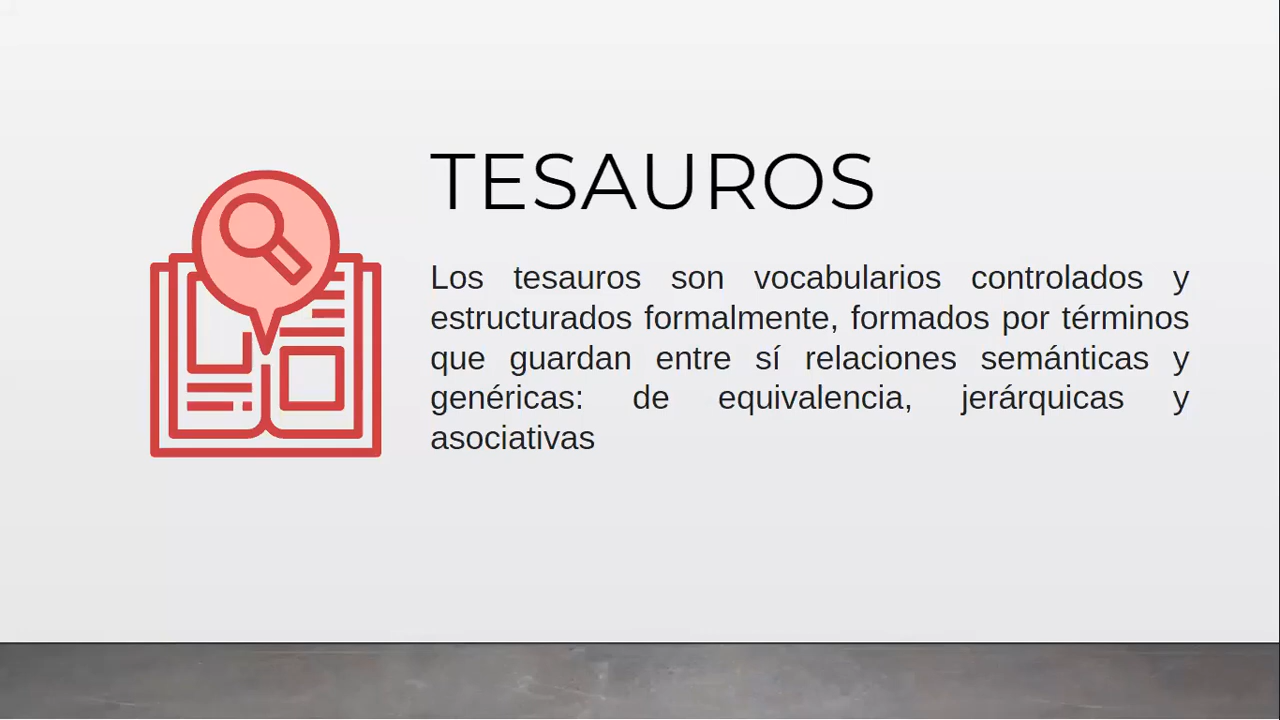 TESAUROS
Los tesauros son vocabularios controlados y
estructurados formalmente, formados por términos
que guardan entre sí relaciones semánticas y
genéricas: de equivalencia, jerárquicas y
asociativas